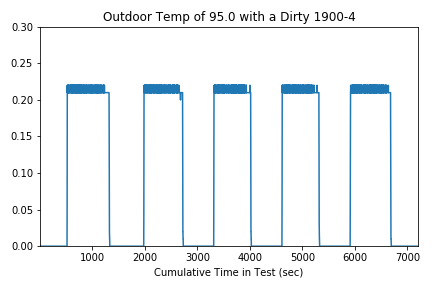 Outdoor Temp of 95.0 with a Dirty 1900-4
0.30
0.25
0.20
0.15
0.10
0.05
0.00
1000 2000 3000 4000 5000 6000 7000
Cumulative Time in Test (sec)